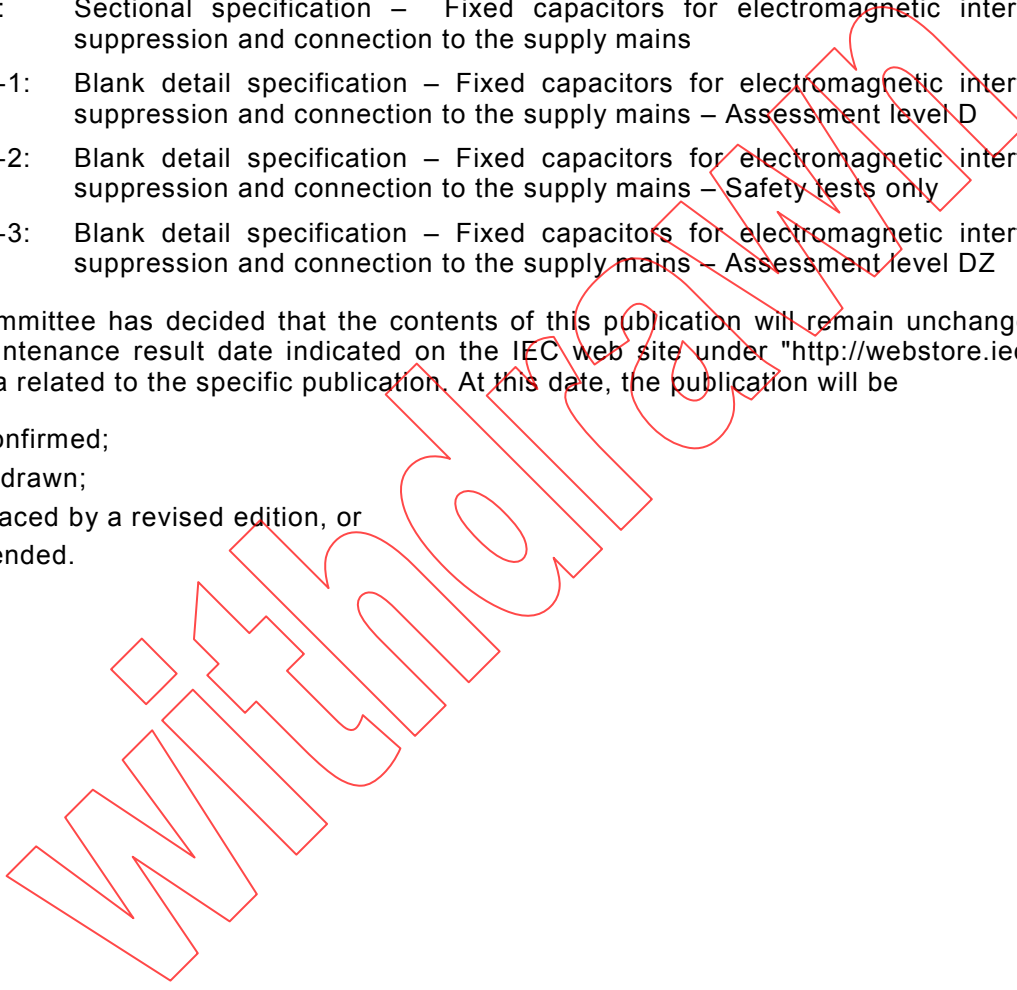 : Sectional specification – Fixed capacitors for electromagnetic inter
suppression and connection to the supply mains
-1: Blank detail specification – Fixed capacitors for electromagnetic inter
suppression and connection to the supply mains – Assessment level D
-2: Blank detail specification – Fixed capacitors for electromagnetic inter
suppression and connection to the supply mains – Safety tests only
-3: Blank detail specification – Fixed capacitors for electromagnetic inter
suppression and connection to the supply mains – Assessment level DZ
mmittee has decided that the contents of this publication will remain unchang
intenance result date indicated on the IEC web site under "http://webstore.iec
a related to the specific publication. At this date, the publication will be
onfirmed;
drawn;
aced by a revised edition, or
ended.
withdrawn